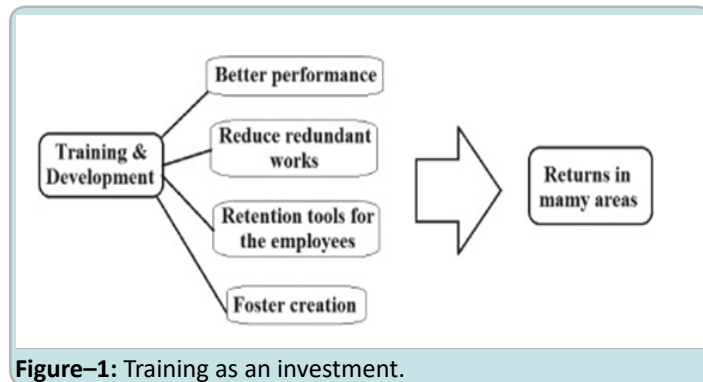 Better performance
Reduce redundant
works
Training &
Development
Retention tools for
the employees
Foster creation
Returns in
mamy areas
Figure–1: Training as an investment.